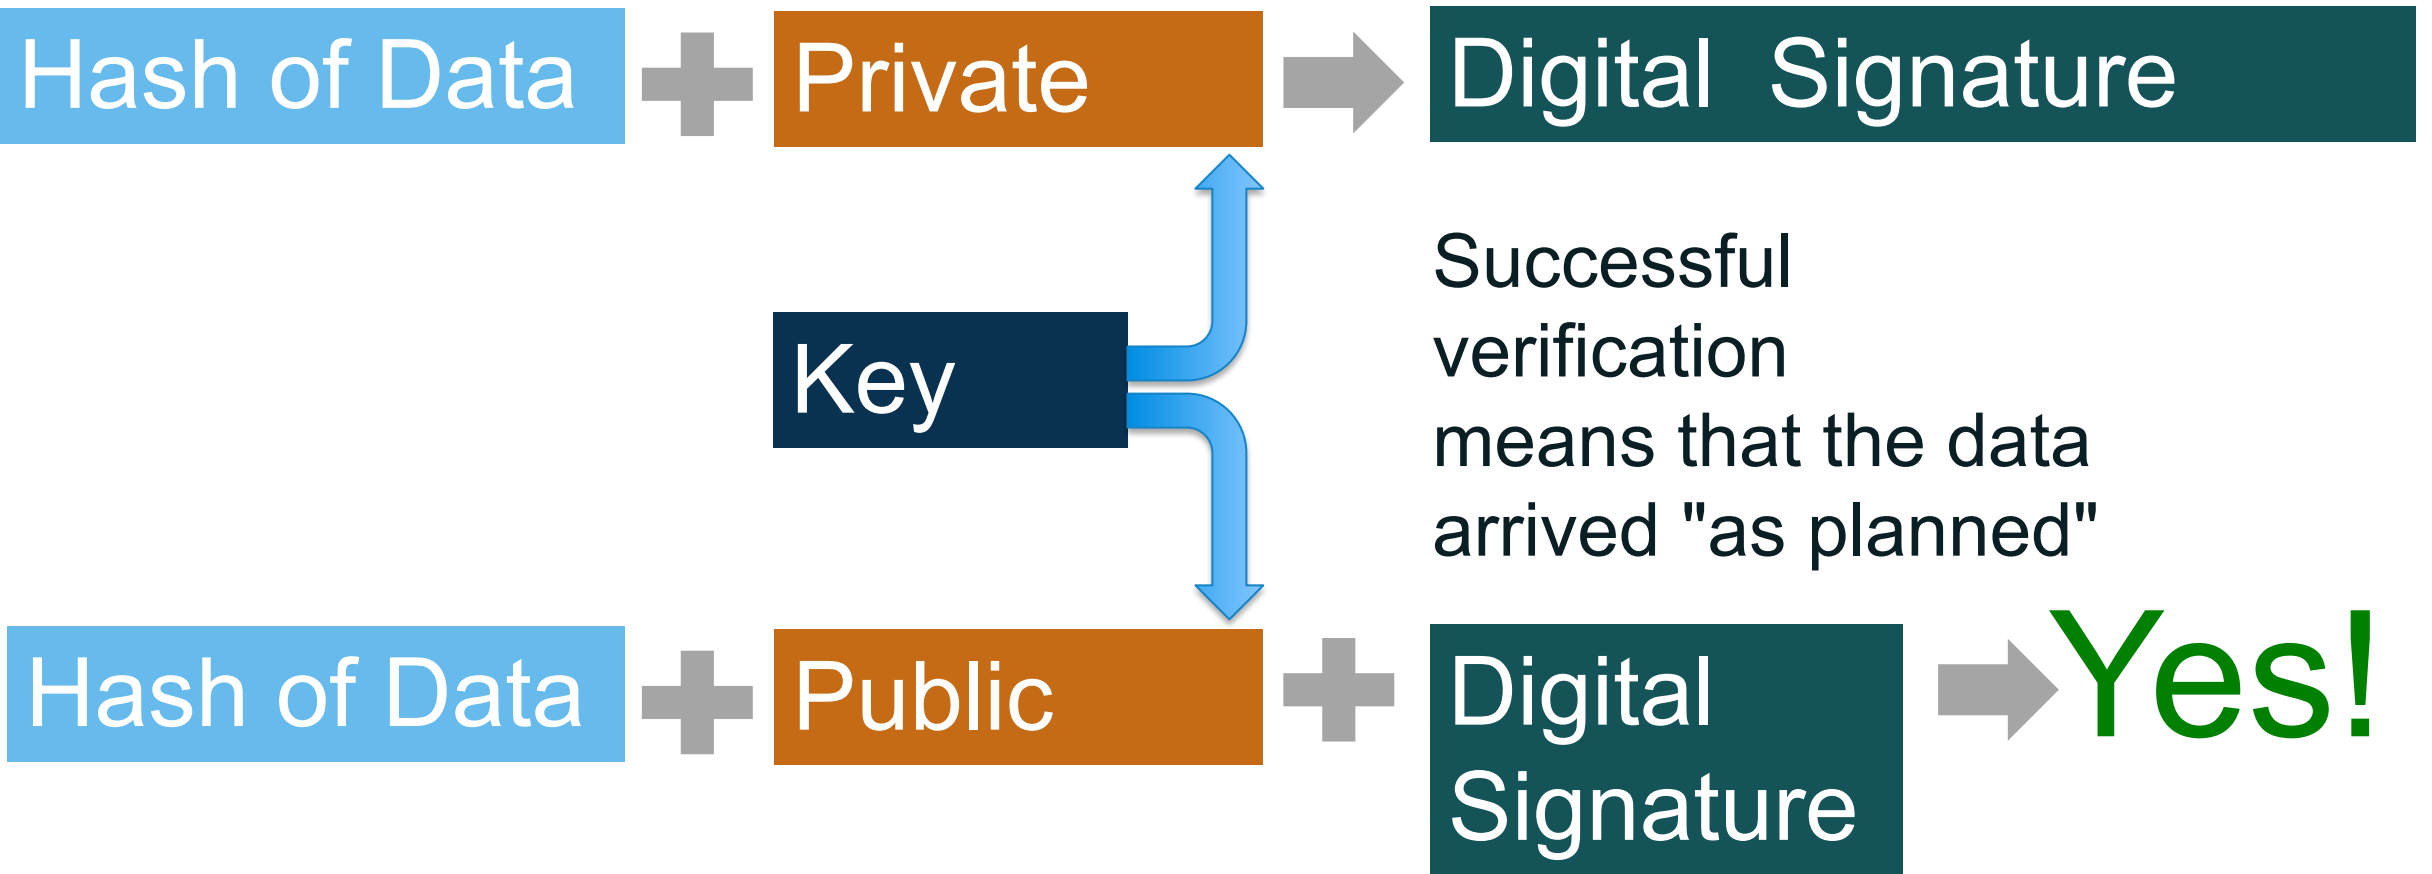 Hash of Data
Private
Digital Signature
Key
Successful
verification
means that the data
arrived "as planned"
Hash of Data
Public
Digital
Signature
Yes!